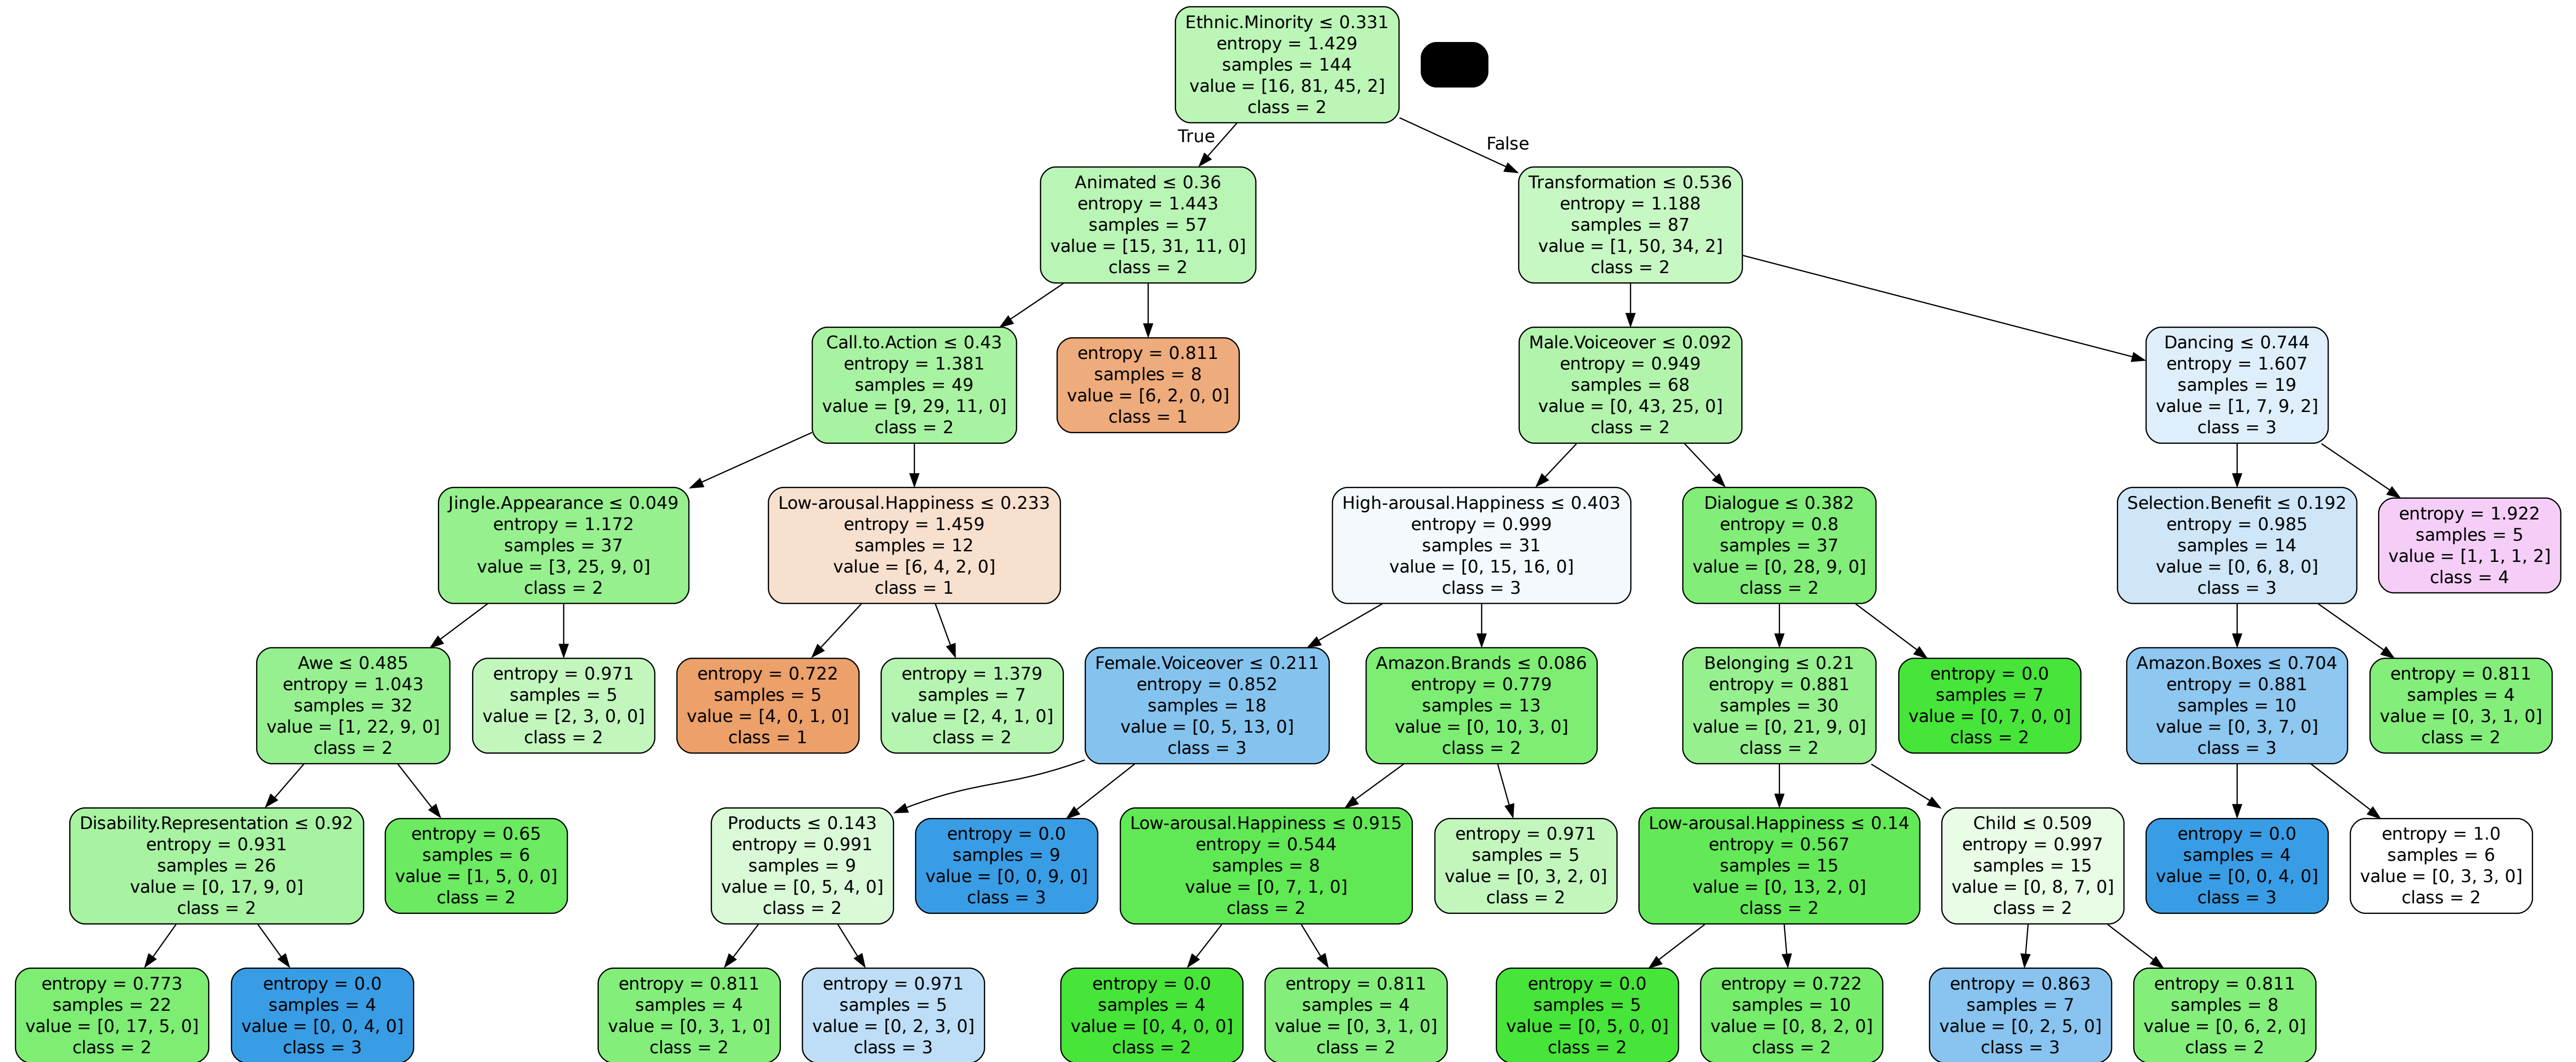 Ethnic.Minority ≤ 0.331
entropy = 1.429
samples = 144
value = [16, 81, 45, 2]
class = 2
True
False
Animated ≤ 0.36
entropy = 1.443
samples = 57
value = [15, 31, 11, 0]
class = 2
Transformation ≤ 0.536
entropy = 1.188
samples = 87
value = [1, 50, 34, 2]
class = 2
Call.to.Action ≤ 0.43
entropy = 1.381
samples = 49
value = [9, 29, 11, 0]
class = 2
entropy = 0.811
samples = 8
value = [6, 2, 0, 0]
class = 1
Male.Voiceover ≤ 0.092
entropy = 0.949
samples = 68
value = [0, 43, 25, 0]
class = 2
Dancing ≤ 0.744
entropy = 1.607
samples = 19
value = [1, 7, 9, 2]
class = 3
Jingle.Appearance ≤ 0.049
entropy = 1.172
samples = 37
value = [3, 25, 9, 0]
class = 2
Low-arousal.Happiness ≤ 0.233
entropy = 1.459
samples = 12
value = [6, 4, 2, 0]
class = 1
High-arousal.Happiness ≤ 0.403
entropy = 0.999
samples = 31
value = [0, 15, 16, 0]
class = 3
Dialogue ≤ 0.382
entropy = 0.8
samples = 37
value = [0, 28, 9, 0]
class = 2
Selection.Benefit ≤ 0.192
entropy = 0.985
samples = 14
value = [0, 6, 8, 0]
class = 3
entropy = 1.922
samples = 5
value = [1, 1, 1, 2]
class = 4
Awe ≤ 0.485
entropy = 1.043
samples = 32
value = [1, 22, 9, 0]
class = 2
entropy = 0.971
samples = 5
value = [2, 3, 0, 0]
class = 2
entropy = 0.722
samples = 5
value = [4, 0, 1, 0]
class = 1
entropy = 1.379
samples = 7
value = [2, 4, 1, 0]
class = 2
Female.Voiceover ≤ 0.211
entropy = 0.852
samples = 18
value = [0, 5, 13, 0]
class = 3
Amazon.Brands ≤ 0.086
entropy = 0.779
samples = 13
value = [0, 10, 3, 0]
class = 2
Belonging ≤ 0.21
entropy = 0.881
samples = 30
value = [0, 21, 9, 0]
class = 2
entropy = 0.0
samples = 7
value = [0, 7, 0, 0]
class = 2
Amazon.Boxes ≤ 0.704
entropy = 0.881
samples = 10
value = [0, 3, 7, 0]
class = 3
entropy = 0.811
samples = 4
value = [0, 3, 1, 0]
class = 2
Disability.Representation ≤ 0.92
entropy = 0.931
samples = 26
value = [0, 17, 9, 0]
class = 2
entropy = 0.65
samples = 6
value = [1, 5, 0, 0]
class = 2
Products ≤ 0.143
entropy = 0.991
samples = 9
value = [0, 5, 4, 0]
class = 2
entropy = 0.0
samples = 9
value = [0, 0, 9, 0]
class = 3
Low-arousal.Happiness ≤ 0.915
entropy = 0.544
samples = 8
value = [0, 7, 1, 0]
class = 2
entropy = 0.971
samples = 5
value = [0, 3, 2, 0]
class = 2
Low-arousal.Happiness ≤ 0.14
entropy = 0.567
samples = 15
value = [0, 13, 2, 0]
class = 2
Child ≤ 0.509
entropy = 0.997
samples = 15
value = [0, 8, 7, 0]
class = 2
entropy = 0.0
samples = 4
value = [0, 0, 4, 0]
class = 3
entropy = 1.0
samples = 6
value = [0, 3, 3, 0]
class = 2
entropy = 0.773
samples = 22
value = [0, 17, 5, 0]
class = 2
entropy = 0.0
samples = 4
value = [0, 0, 4, 0]
class = 3
entropy = 0.811
samples = 4
value = [0, 3, 1, 0]
class = 2
entropy = 0.971
samples = 5
value = [0, 2, 3, 0]
class = 3
entropy = 0.0
samples = 4
value = [0, 4, 0, 0]
class = 2
entropy = 0.811
samples = 4
value = [0, 3, 1, 0]
class = 2
entropy = 0.0
samples = 5
value = [0, 5, 0, 0]
class = 2
entropy = 0.722
samples = 10
value = [0, 8, 2, 0]
class = 2
entropy = 0.863
samples = 7
value = [0, 2, 5, 0]
class = 3
entropy = 0.811
samples = 8
value = [0, 6, 2, 0]
class = 2